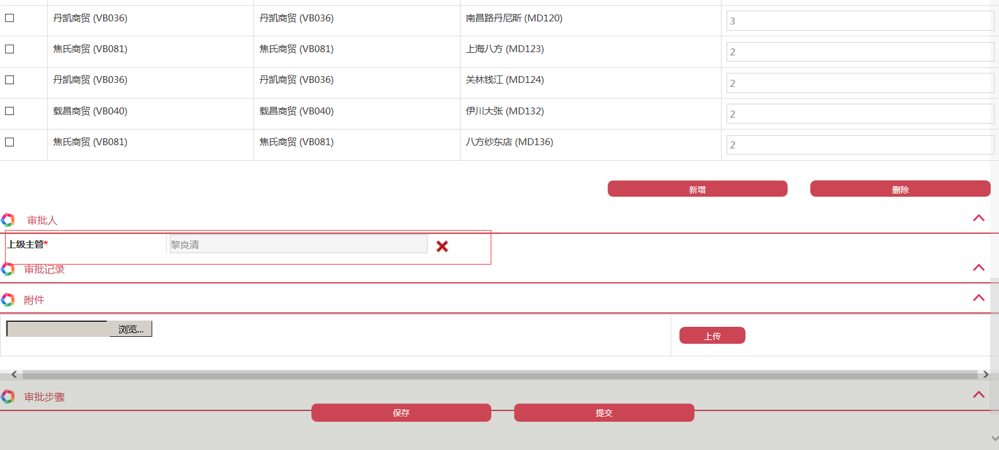 丹凯商贸 (VB036) 丹凯商贸 (VB036) 南昌路丹尼斯 (MD120) 3
焦氏商贸 (VB081) 焦氏商贸 (VB081) 上海八方 (MD123) 2
丹凯商贸 (VB036) 丹凯商贸 (VB036) 关林钱江 (MD124) 2
载昌商贸 (VB040) 载昌商贸 (VB040) 伊川大张 (MD132) 2
焦氏商贸 (VB081) 焦氏商贸 (VB081) 八方纱东店 (MD136) 2
新增 删除
审批人
上级主管* 黎良清
审批记录
附件
浏览... 上传
审批步骤
保存 提交